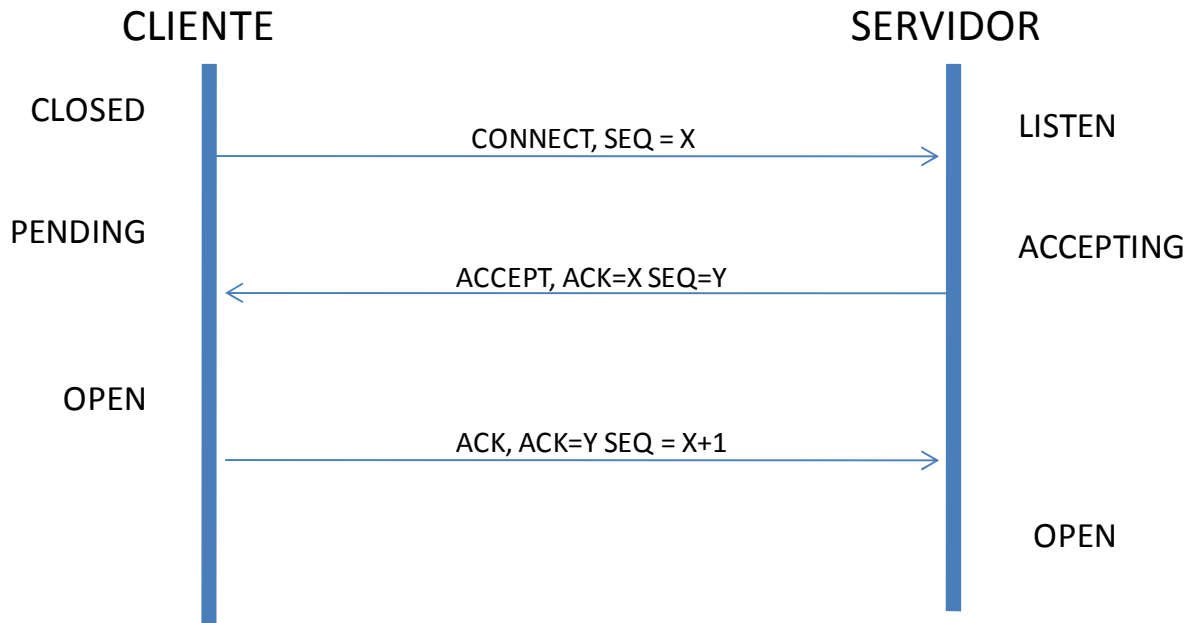 CLIENTE
SERVIDOR
CLOSED
LISTEN
CONNECT, SEQ = X
PENDING
ACCEPTING
ACCEPT, ACK=X SEQ=Y
OPEN
ACK, ACK=Y SEQ = X+1
OPEN